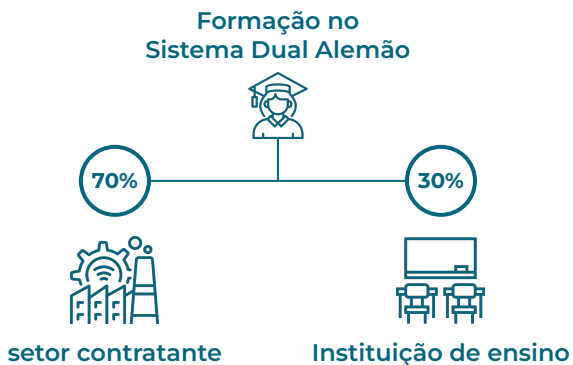 Formação no
Sistema Dual Alemão
70%
30%
setor contratante
Instituição de ensino